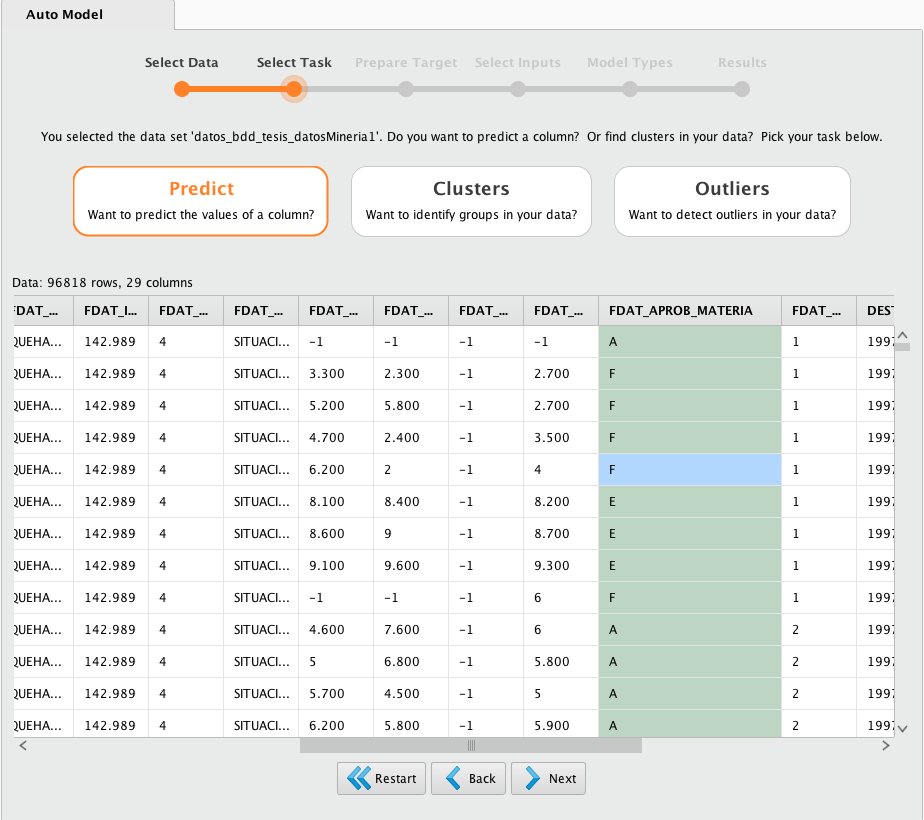 Auto Model
Select Data Select Task Prepare Target Select Inputs Model Types Results
You selected the data set 'datos_bdd_tesis_datosMineria1'. Do you want to predict a column? Or find clusters in your data? Pick your task below.
Predict Clusters Outliers
Want to predict the values of a column? Want to identify groups in your data? Want to detect outliers in your data?
Data: 96818 rows, 29 columns
FDAT_... FDAT_I... FDAT_... FDAT_... FDAT_... FDAT_... FDAT_... FDAT_... FDAT_APROB_MATERIA FDAT_... DEST
QUEHA... 142.989 4 SITUACI... -1 -1 -1 -1 A 1 1997
QUEHA... 142.989 4 SITUACI... 3.300 2.300 -1 2.700 F 1 1997
QUEHA... 142.989 4 SITUACI... 5.200 5.800 -1 2.700 F 1 1997
QUEHA... 142.989 4 SITUACI... 4.700 2.400 -1 3.500 F 1 1997
QUEHA... 142.989 4 SITUACI... 6.200 2 -1 4 F 1 1997
QUEHA... 142.989 4 SITUACI... 8.100 8.400 -1 8.200 E 1 1997
QUEHA... 142.989 4 SITUACI... 8.600 9 -1 8.700 E 1 1997
QUEHA... 142.989 4 SITUACI... 9.100 9.600 -1 9.300 E 1 1997
QUEHA... 142.989 4 SITUACI... -1 -1 -1 6 F 1 1997
QUEHA... 142.989 4 SITUACI... 4.600 7.600 -1 6 A 2 1997
QUEHA... 142.989 4 SITUACI... 5 6.800 -1 5.800 A 2 1997
QUEHA... 142.989 4 SITUACI... 5.700 4.500 -1 5 A 2 1997
QUEHA... 142.989 4 SITUACI... 6.200 5.800 -1 5.900 A 2 1997
Restart Back Next